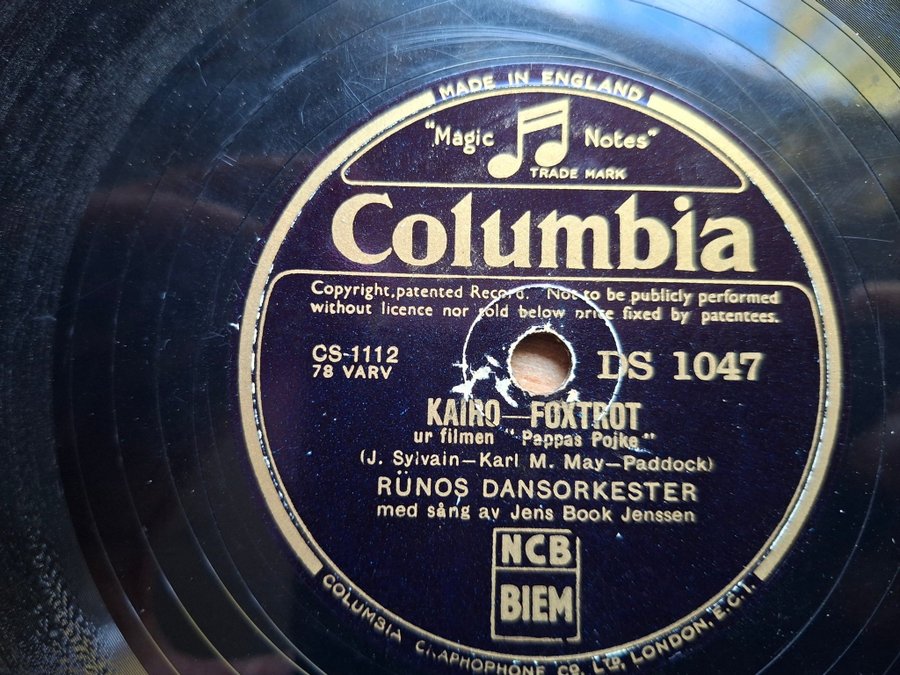 MADE IN ENGLAND
"Magic Notes"
TRADE MARK
Columbia
Copyright, patented Record. Not to be publicly performed
without licence nor sold below price fixed by patentees.
CS-1112
78 VARV
DS 1047
KAIRO—FOXTROT
ur filmen "Pappas Pojke"
(J. Sylvain—Karl M. May—Paddock)
RÜNOS DANSORKESTER
med sång av Jens Book Jenssen
NCB
BIEM
COLUMBIA GRAPHOPHONE CO. LTD, LONDON, E.C.1.